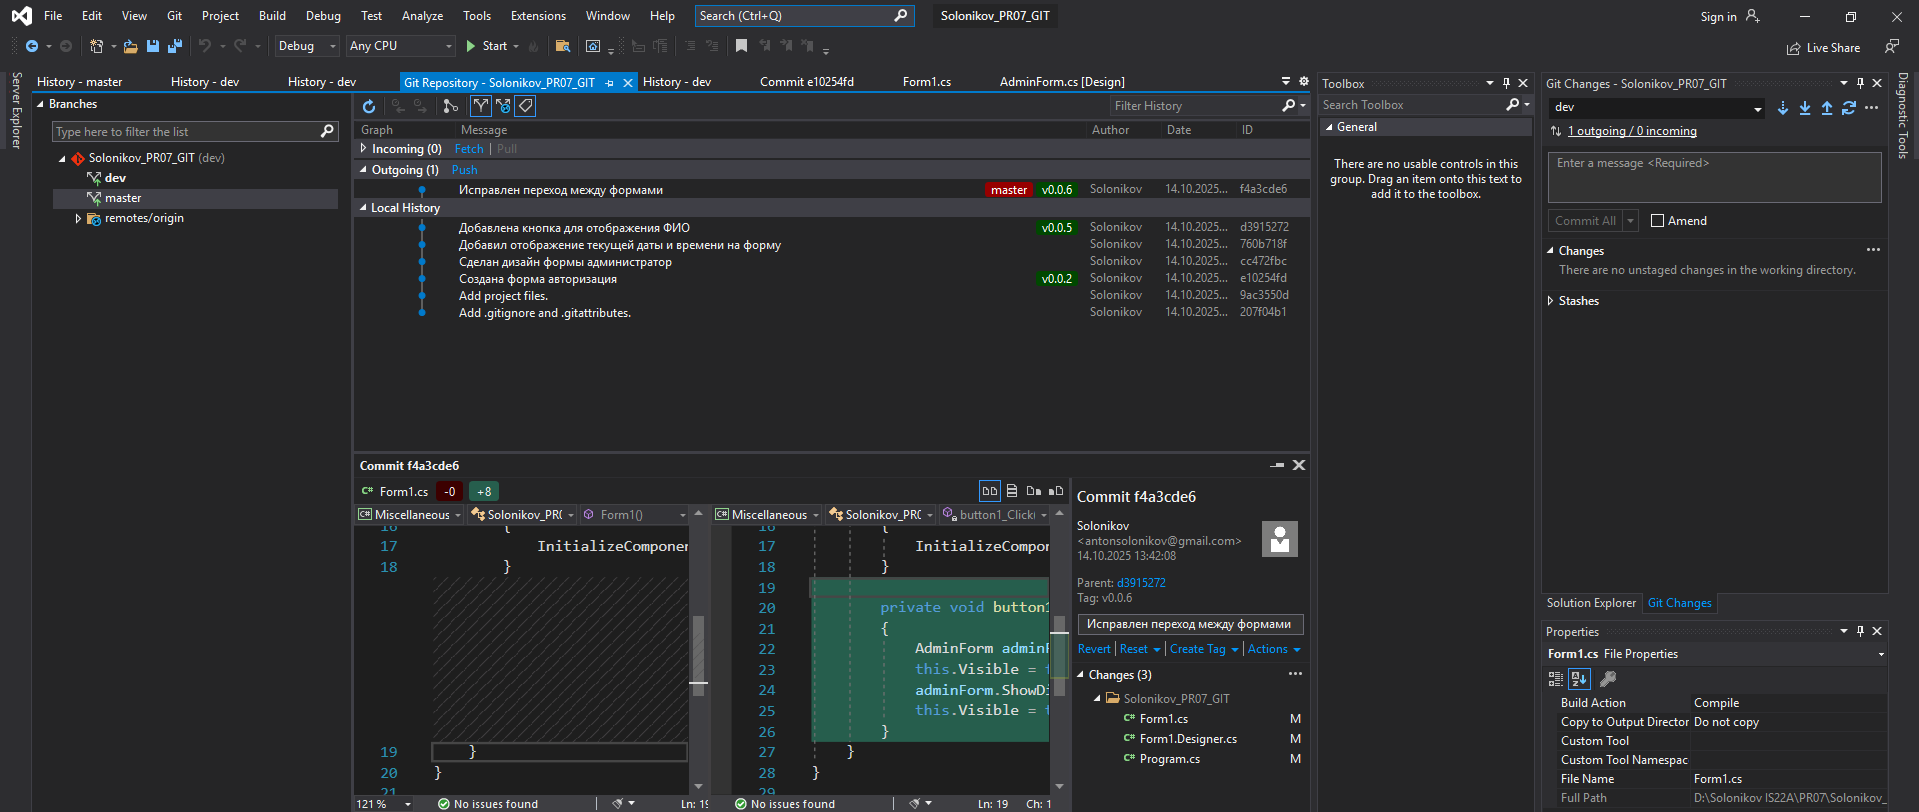 File Edit View Git Project Build Debug Test Analyze Tools Extensions Window Help Search (Ctrl+Q) Solonikov_PR07_GIT Sign in
Debug Any CPU Start Live Share
Server Explorer
History - master History - dev History - dev Git Repository - Solonikov_PR07_GIT History - dev Commit e10254fd Form1.cs AdminForm.cs [Design]
Branches
Type here to filter the list
Solonikov_PR07_GIT (dev)
dev
master
remotes/origin
Filter History
Graph Message Author Date ID
Incoming (0) Fetch | Pull
Outgoing (1) Push
Исправлен переход между формами master v0.0.6 Solonikov 14.10.2025... f4a3cde6
Local History
Добавлена кнопка для отображения ФИО v0.0.5 Solonikov 14.10.2025... d3915272
Добавил отображение текущей даты и времени на форму Solonikov 14.10.2025... 760b718f
Сделан дизайн формы администратор Solonikov 14.10.2025... cc472fbc
Создана форма авторизация v0.0.2 Solonikov 14.10.2025... e10254fd
Add project files. Solonikov 14.10.2025... 9ac3550d
Add .gitignore and .gitattributes. Solonikov 14.10.2025... 207f04b1
Commit f4a3cde6
C# Form1.cs -0 +8
C# Miscellaneous Solonikov_PR( Form1()
16 {
17 InitializeComponer
18 }
19 }
20 }
21
121 % No issues found Ln: 19
C# Miscellaneous Solonikov_PR( button1_Click(
16 {
17 InitializeCompor
18 }
19
20 private void button1
21 {
22 AdminForm adminF
23 this.Visible = f
24 adminForm.ShowDi
25 this.Visible = t
26 }
27 }
28 }
29
No issues found Ln: 19 Ch: 1
Commit f4a3cde6
Solonikov
<antonsolonikov@gmail.com>
14.10.2025 13:42:08
Parent: d3915272
Tag: v0.0.6
Исправлен переход между формами
Revert | Reset | Create Tag | Actions
Changes (3)
Solonikov_PR07_GIT
C# Form1.cs M
C# Form1.Designer.cs M
C# Program.cs M
Toolbox
Search Toolbox
General
There are no usable controls in this
group. Drag an item onto this text to
add it to the toolbox.
Git Changes - Solonikov_PR07_GIT
dev
1 outgoing / 0 incoming
Enter a message <Required>
Commit All Amend
Changes
There are no unstaged changes in the working directory.
Stashes
Solution Explorer Git Changes
Properties
Form1.cs File Properties
Build Action Compile
Copy to Output Director Do not copy
Custom Tool
Custom Tool Namespac
File Name Form1.cs
Full Path D:\Solonikov IS22A\PR07\Solonikov_
Diagnostic Tools